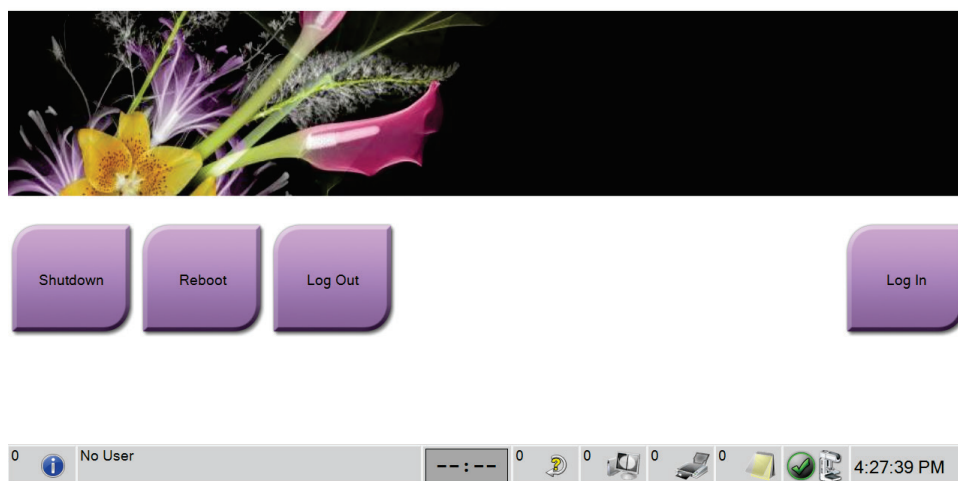 Shutdown
Reboot
Log Out
Log In
0
No User
--:--
0
0
0
0
4:27:39 PM